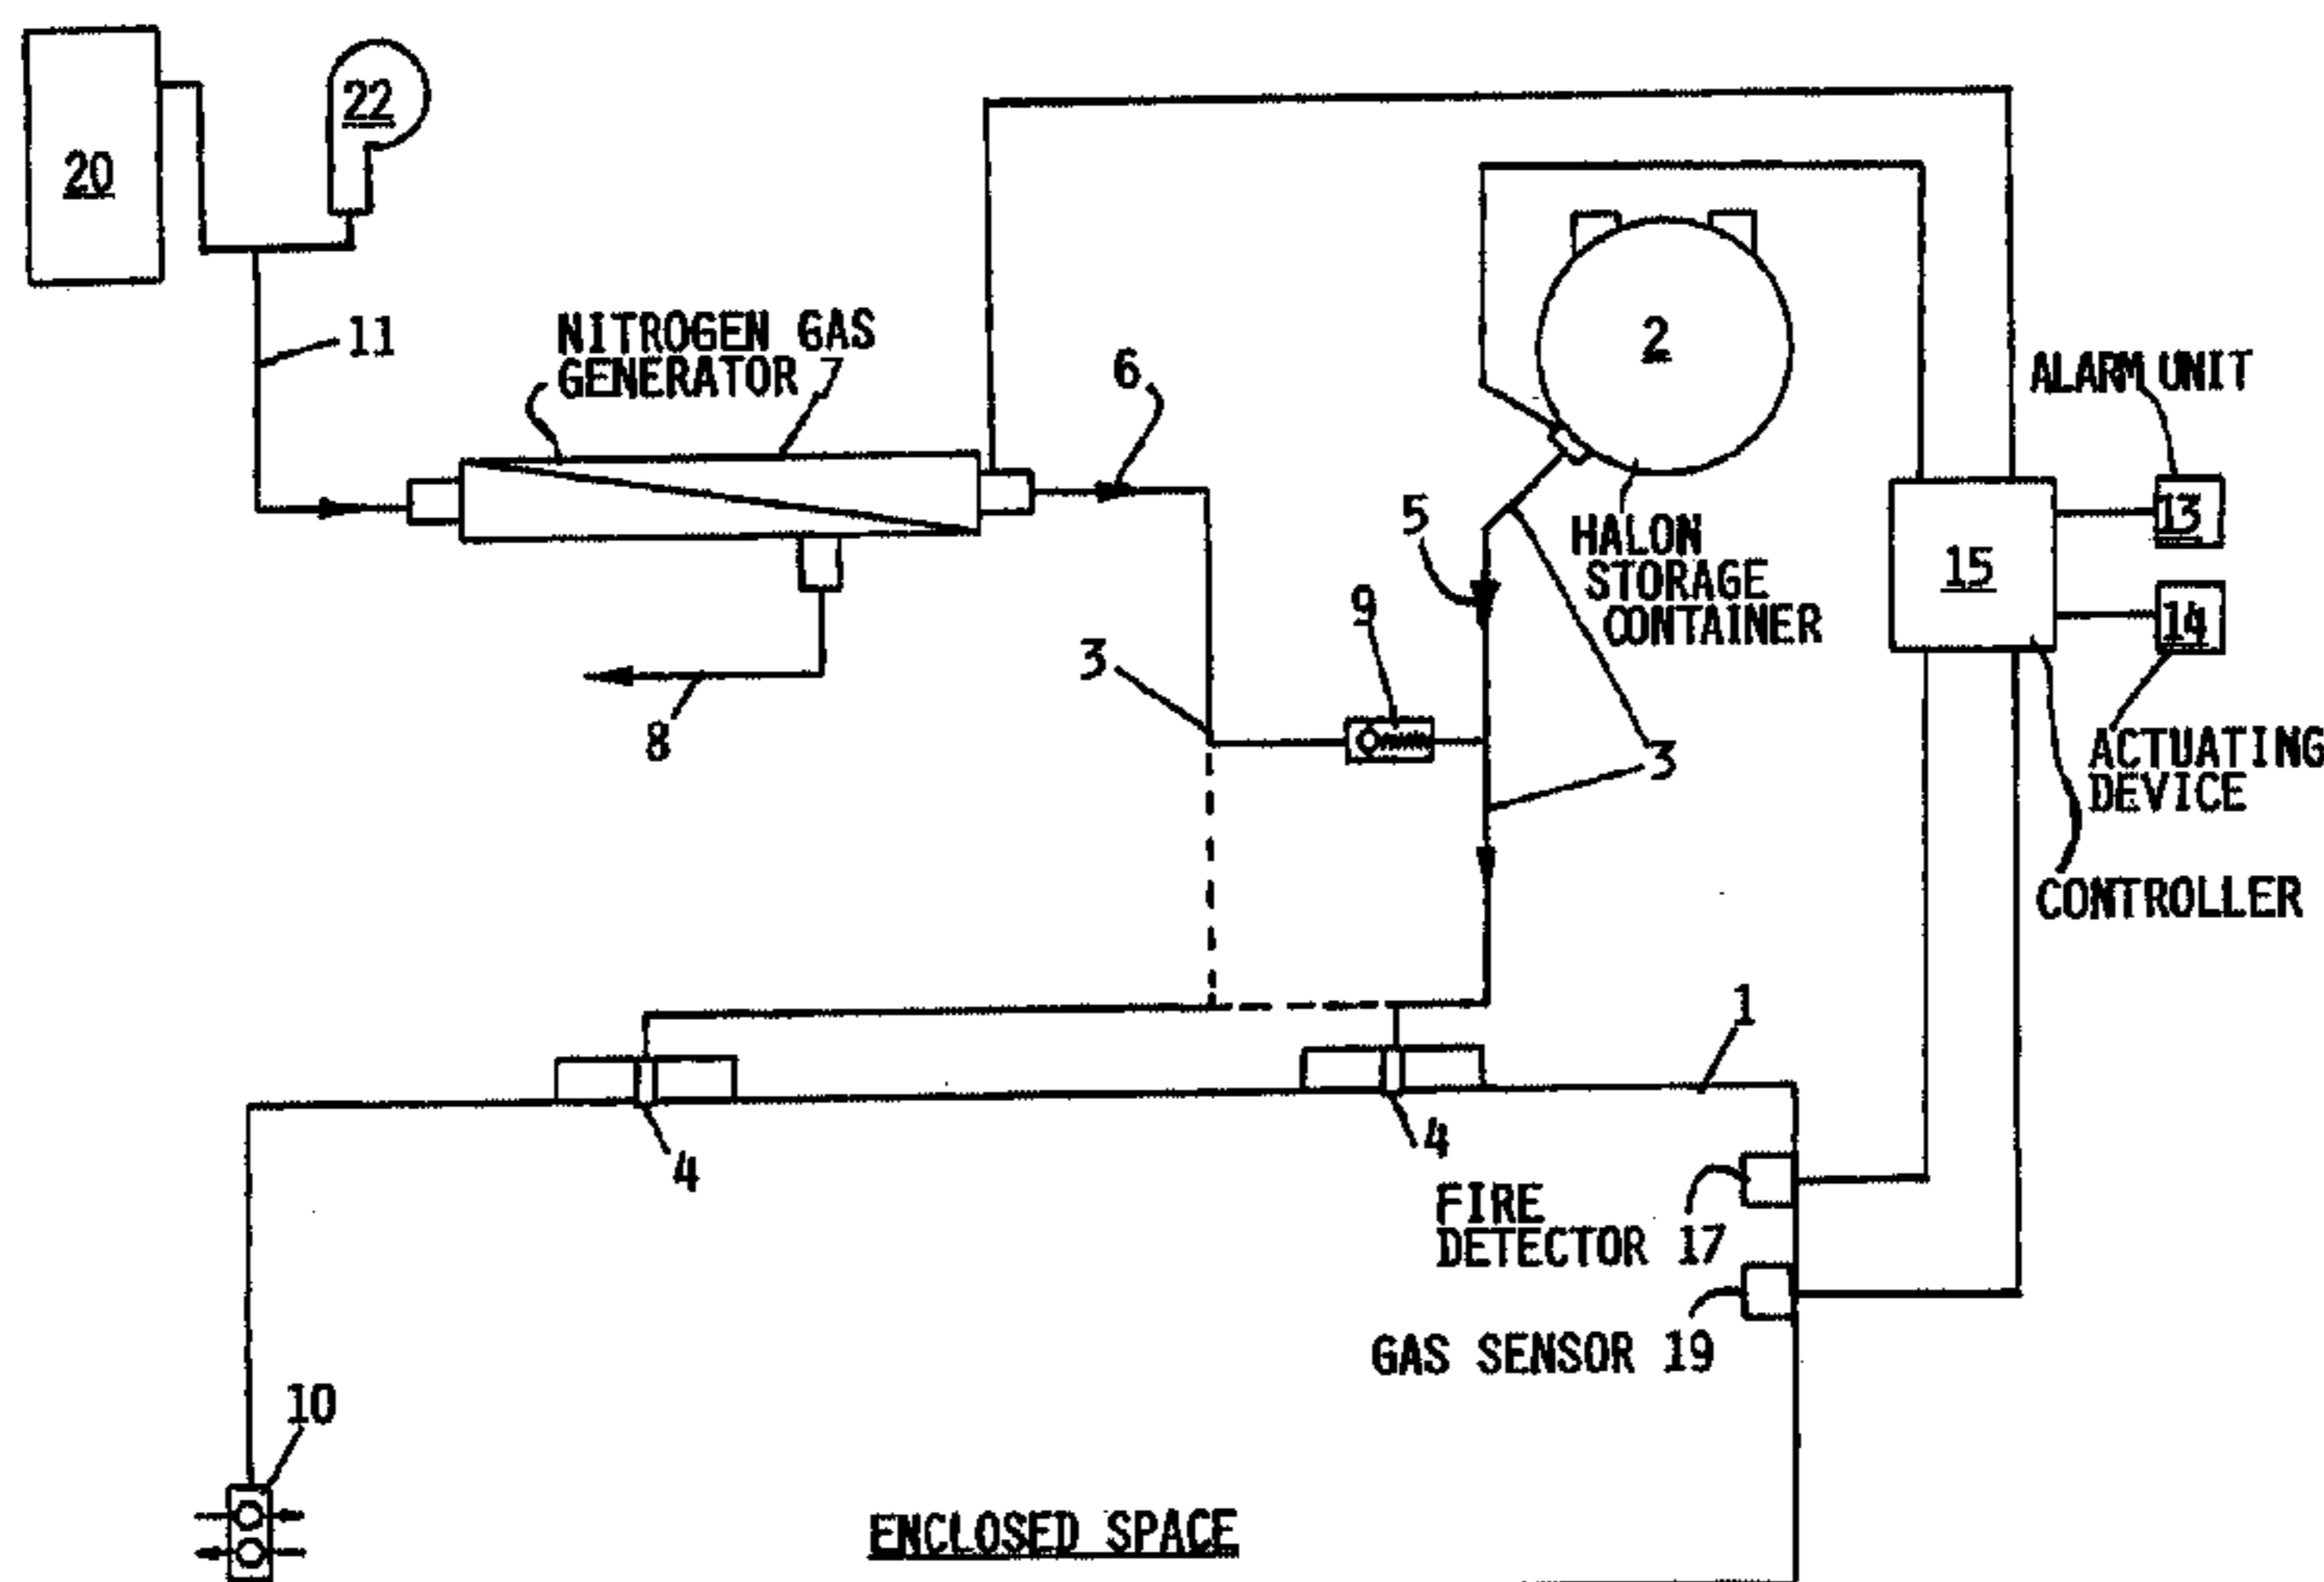 20
22
11
NITROGEN GAS
GENERATOR 7
6
2
ALARM UNIT
5
HALON
STORAGE
CONTAINER
13
15
9
14
3
8
3
ACTUATING
DEVICE
CONTROLLER
1
4
4
FIRE
DETECTOR 17
GAS SENSOR 19
10
ENCLOSED SPACE